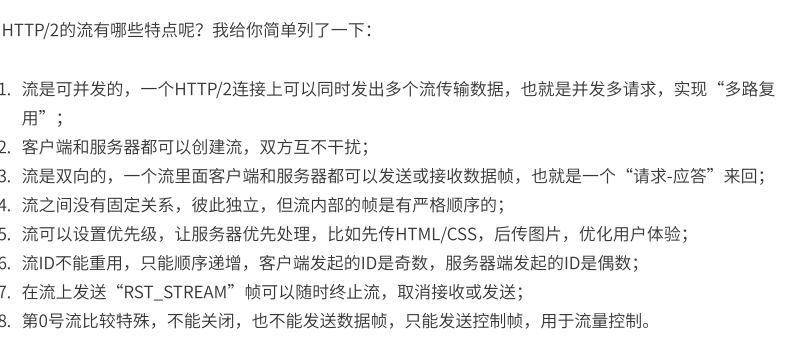 HTTP/2的流有哪些特点呢？我给你简单列了一下：
1. 流是可并发的，一个HTTP/2连接上可以同时发出多个流传输数据，也就是并发多请求，实现“多路复
用”；
2. 客户端和服务器都可以创建流，双方互不干扰；
3. 流是双向的，一个流里面客户端和服务器都可以发送或接收数据帧，也就是一个“请求-应答”来回；
4. 流之间没有固定关系，彼此独立，但流内部的帧是有严格顺序的；
5. 流可以设置优先级，让服务器优先处理，比如先传HTML/CSS，后传图片，优化用户体验；
6. 流ID不能重用，只能顺序递增，客户端发起的ID是奇数，服务器端发起的ID是偶数；
7. 在流上发送“RST_STREAM”帧可以随时终止流，取消接收或发送；
8. 第0号流比较特殊，不能关闭，也不能发送数据帧，只能发送控制帧，用于流量控制。